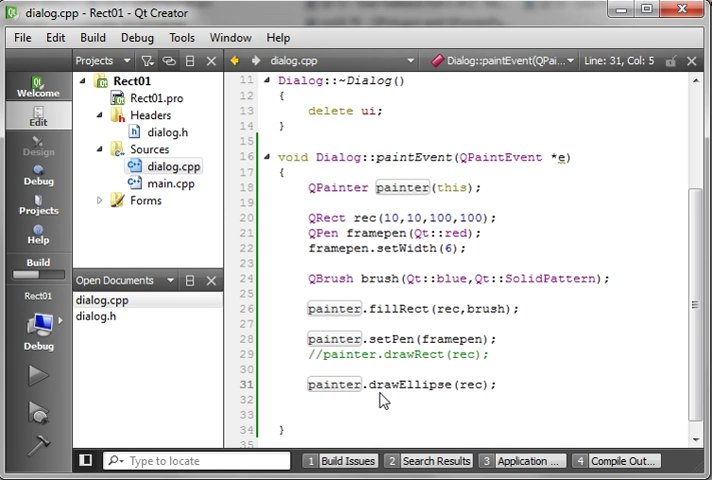 dialog.cpp - Rect01 - Qt Creator
File Edit Build Debug Tools Window Help
Projects dialog.cpp Dialog::paintEvent(QPai... Line: 31, Col: 5
Welcome
Edit
Design
Debug
Projects
Help
Build
Rect01
Debug
Rect01
Rect01.pro
Headers
dialog.h
Sources
dialog.cpp
main.cpp
Forms
Open Documents
dialog.cpp
dialog.h
11 Dialog::~Dialog()
12 {
13 delete ui;
14 }
15
16 void Dialog::paintEvent(QPaintEvent *e)
17 {
18 QPainter painter(this);
19
20 QRect rec(10,10,100,100);
21 QPen framepen(Qt::red);
22 framepen.setWidth(6);
23
24 QBrush brush(Qt::blue,Qt::SolidPattern);
25
26 painter.fillRect(rec,brush);
27
28 painter.setPen(framepen);
29 //painter.drawRect(rec);
30
31 painter.drawEllipse(rec);
32
33
34 }
35
Type to locate 1 Build Issues 2 Search Results 3 Application ... 4 Compile Out...